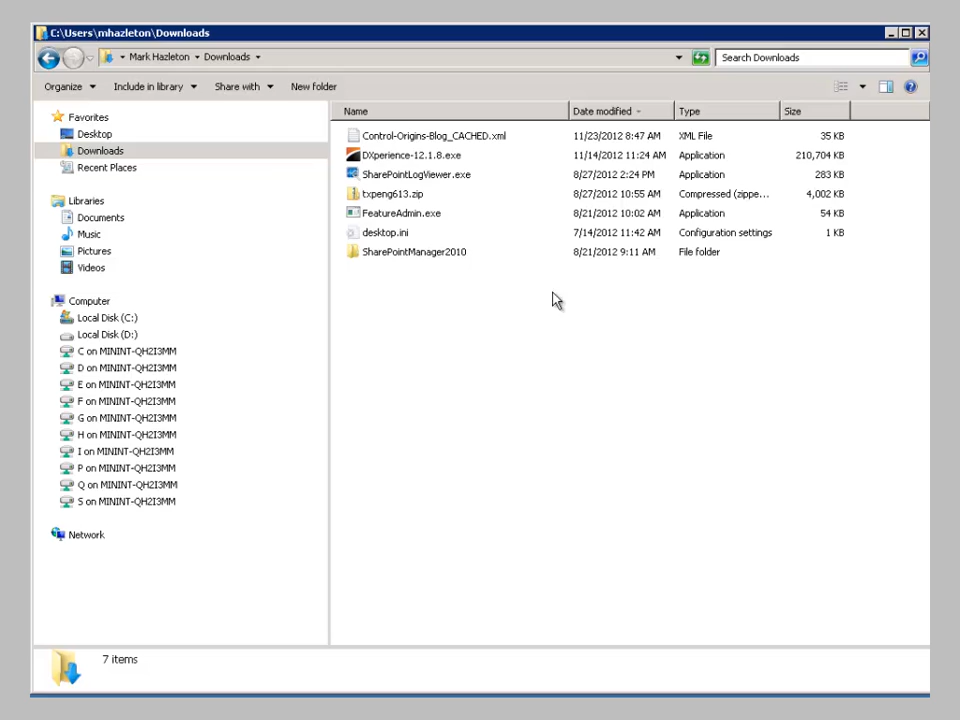 C:\Users\mhazleton\Downloads
Mark Hazleton Downloads
Search Downloads
Organize Include in library Share with New folder
Favorites
Desktop
Downloads
Recent Places
Libraries
Documents
Music
Pictures
Videos
Computer
Local Disk (C:)
Local Disk (D:)
C on MININT-QH2I3MM
D on MININT-QH2I3MM
E on MININT-QH2I3MM
F on MININT-QH2I3MM
G on MININT-QH2I3MM
H on MININT-QH2I3MM
I on MININT-QH2I3MM
P on MININT-QH2I3MM
Q on MININT-QH2I3MM
S on MININT-QH2I3MM
Network
Name Date modified Type Size
Control-Origins-Blog_CACHED.xml 11/23/2012 8:47 AM XML File 35 KB
DXperience-12.1.8.exe 11/14/2012 11:24 AM Application 210,704 KB
SharePointLogViewer.exe 8/27/2012 2:24 PM Application 283 KB
txpeng613.zip 8/27/2012 10:55 AM Compressed (zippe... 4,002 KB
FeatureAdmin.exe 8/21/2012 10:02 AM Application 54 KB
desktop.ini 7/14/2012 11:42 AM Configuration settings 1 KB
SharePointManager2010 8/21/2012 9:11 AM File folder
7 items